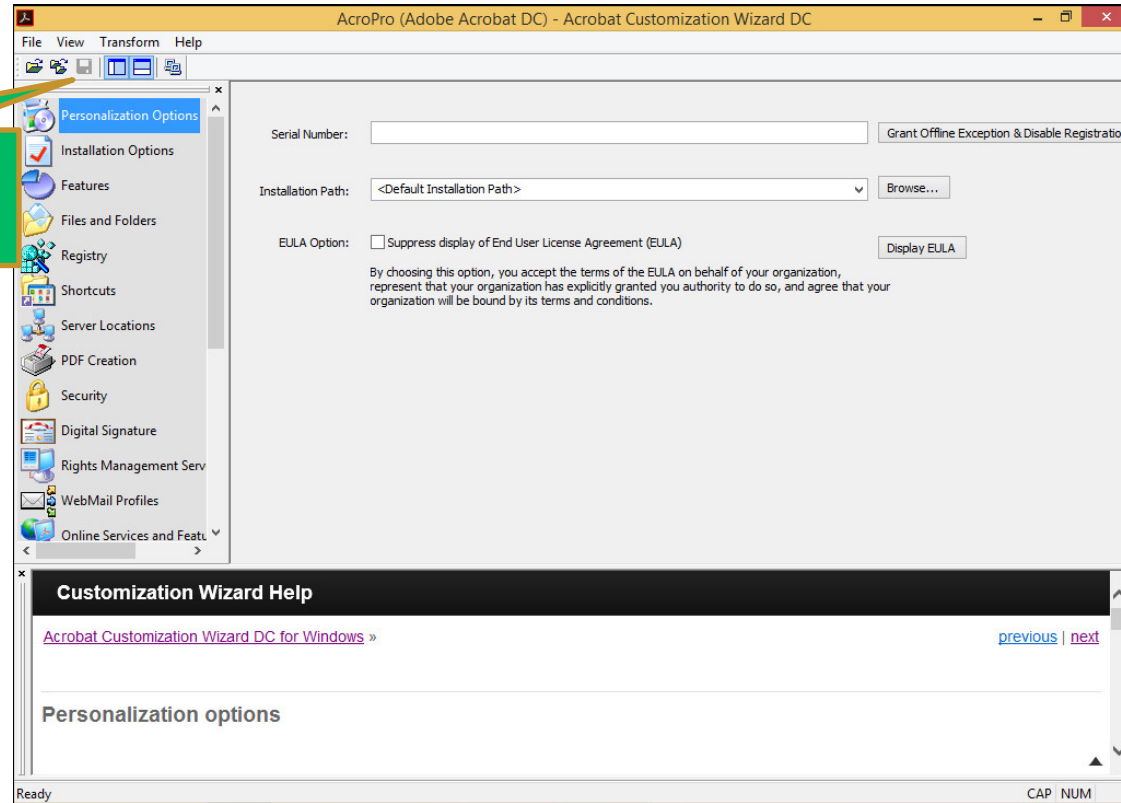 AcroPro (Adobe Acrobat DC) - Acrobat Customization Wizard DC
File View Transform Help
Personalization Options
Installation Options
Features
Files and Folders
Registry
Shortcuts
Server Locations
PDF Creation
Security
Digital Signature
Rights Management Serv
WebMail Profiles
Online Services and Featu
Serial Number:
Grant Offline Exception & Disable Registratio
Installation Path: <Default Installation Path> Browse...
EULA Option: Suppress display of End User License Agreement (EULA) Display EULA
By choosing this option, you accept the terms of the EULA on behalf of your organization,
represent that your organization has explicitly granted you authority to do so, and agree that your
organization will be bound by its terms and conditions.
Customization Wizard Help
Acrobat Customization Wizard DC for Windows » previous | next
Personalization options
Ready CAP NUM